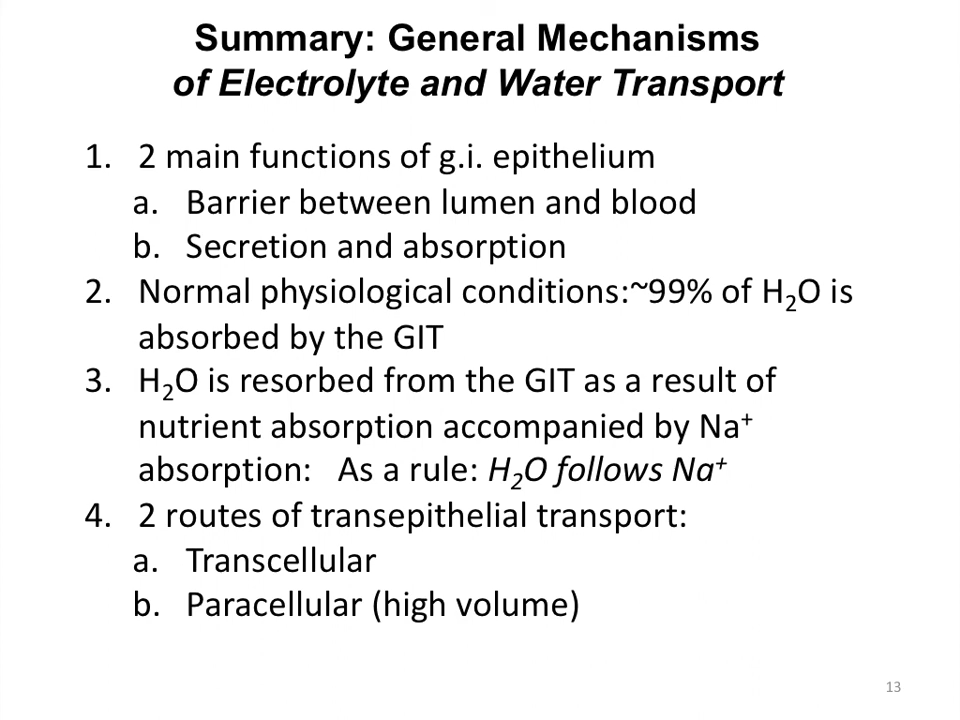 Summary: General Mechanisms
of Electrolyte and Water Transport
1. 2 main functions of g.i. epithelium
a. Barrier between lumen and blood
b. Secretion and absorption
2. Normal physiological conditions:~99% of H₂O is
absorbed by the GIT
3. H₂O is resorbed from the GIT as a result of
nutrient absorption accompanied by Na⁺
absorption: As a rule: H₂O follows Na⁺
4. 2 routes of transepithelial transport:
a. Transcellular
b. Paracellular (high volume)
13